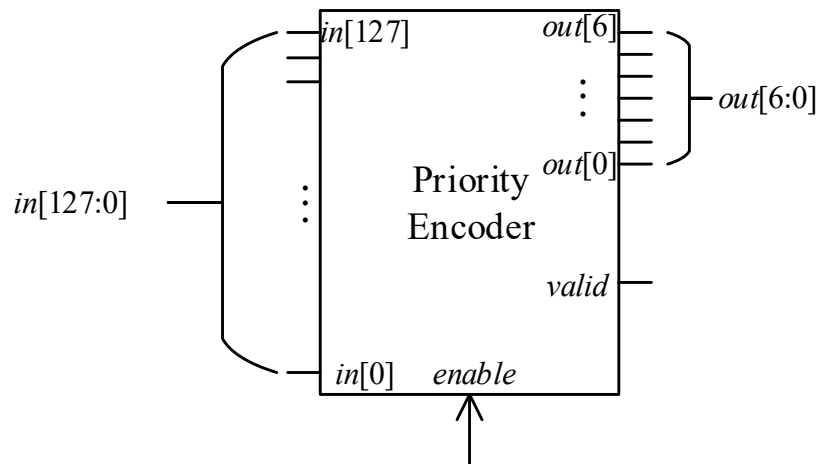 in[127]
out[6]
⋮
out[6:0]
out[0]
Priority
Encoder
in[127:0]
⋮
valid
in[0]
enable